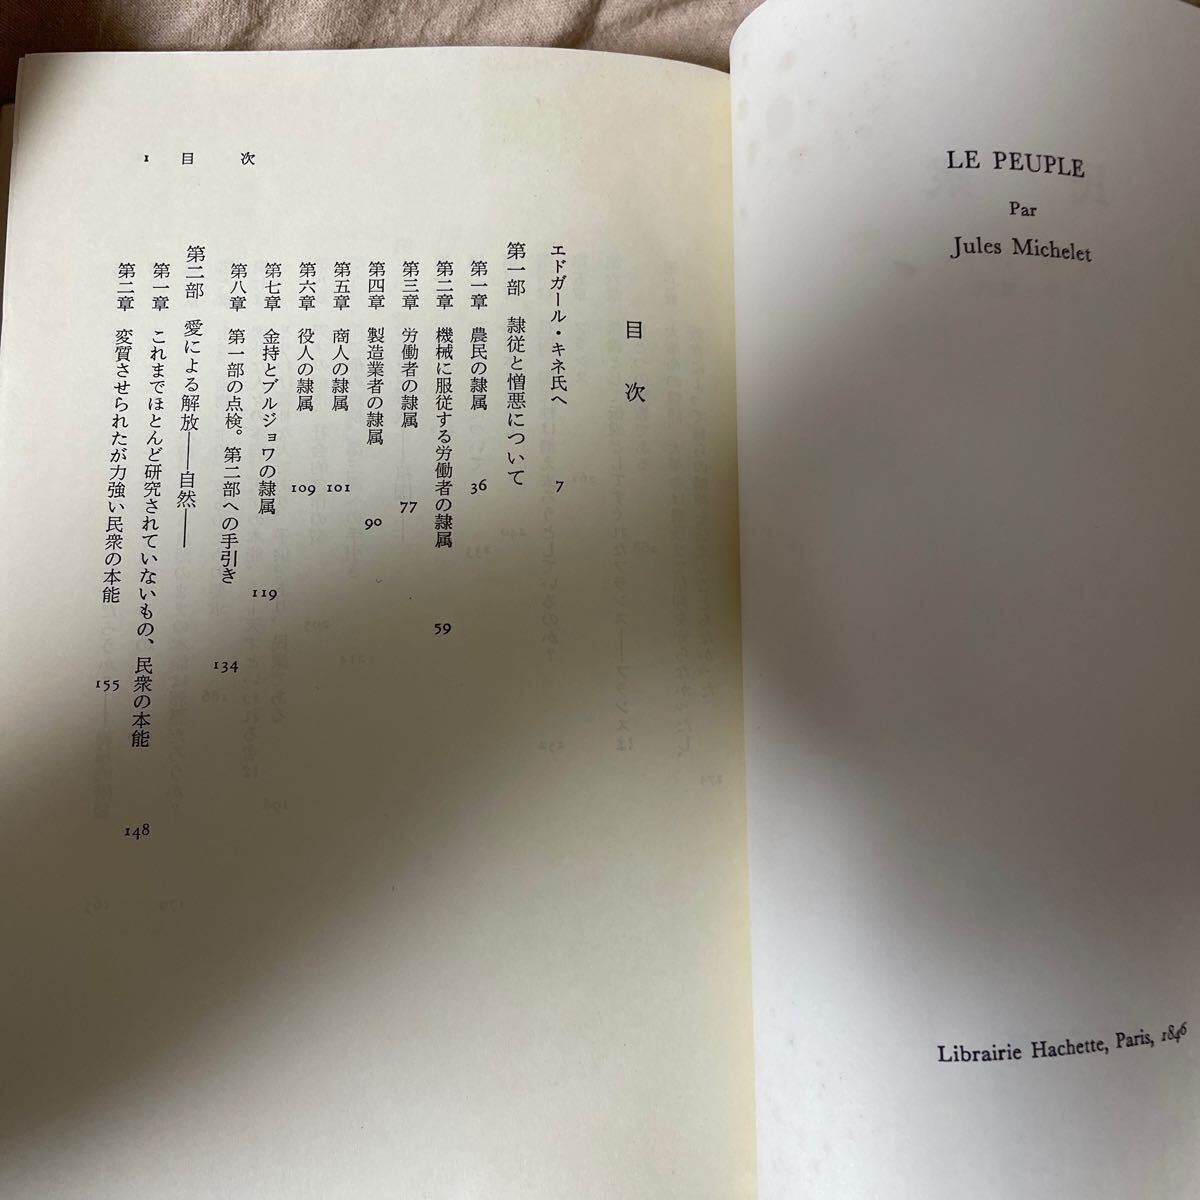 LE PEUPLE
Par
Jules Michelet
Librairie Hachette, Paris, 1846
目次
エドガール・キネ氏へ 7
第一部 隷従と憎悪について
第一章 農民の隷属 36
第二章 機械に服従する労働者の隷属 59
第三章 労働者の隷属 77
第四章 製造業者の隷属 90
第五章 商人の隷属 101
第六章 役人の隷属 109
第七章 金持とブルジョワの隷属 119
第八章 第一部の点検。第二部への手引き 134
第二部 愛による解放——自然——
第一章 これまでほとんど研究されていないもの、民衆の本能 148
第二章 変質させられたが力強い民衆の本能 155
1 目次